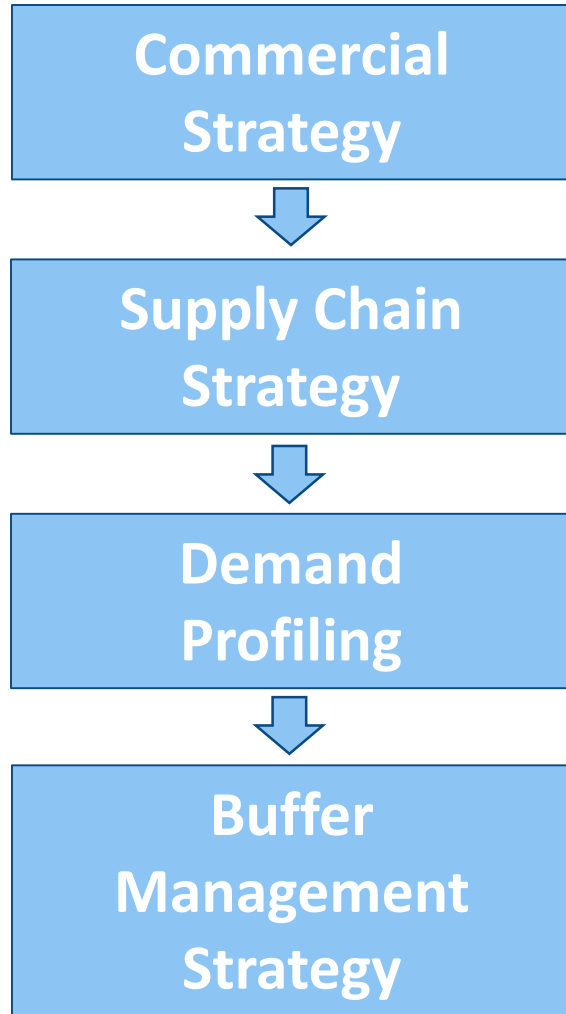 Commercial
Strategy
Supply Chain
Strategy
Demand
Profiling
Buffer
Management
Strategy